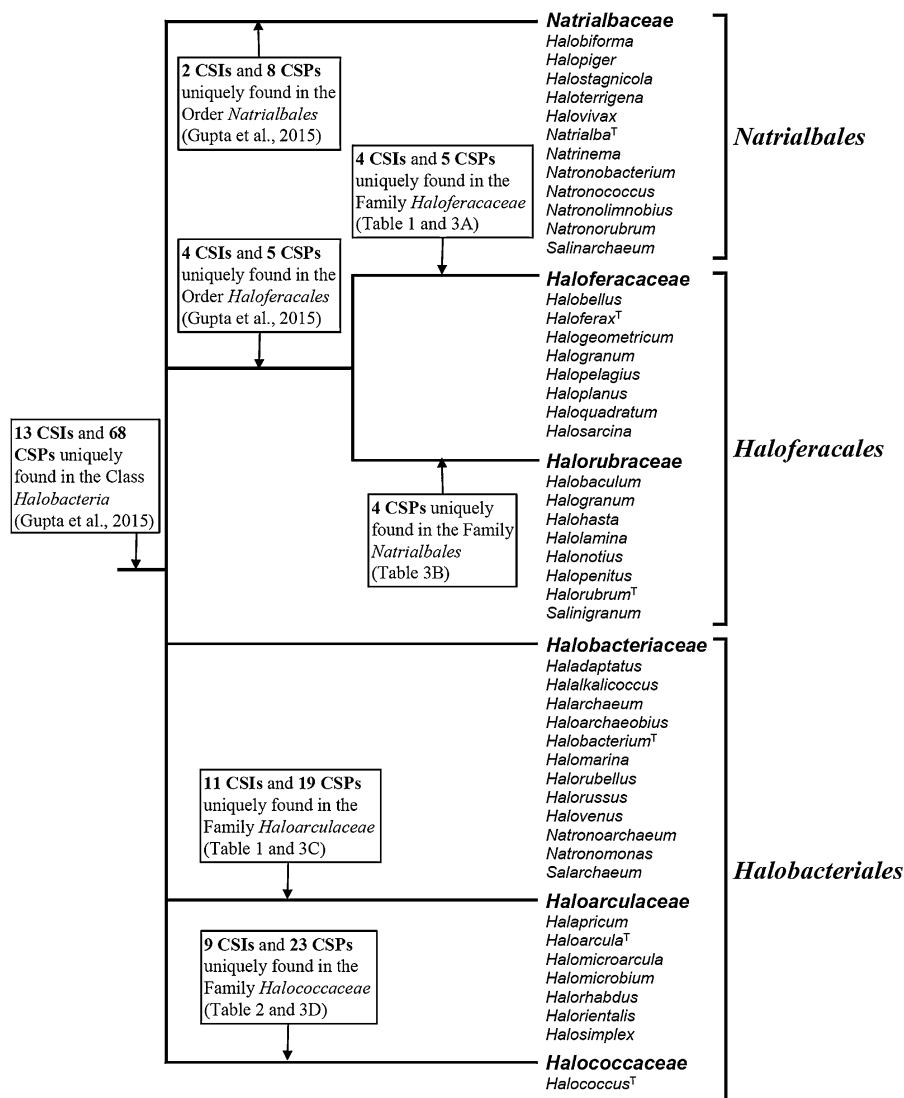 Natrialbaceae
Halobiforma
Halopiger
Halostagnicola
Haloterrigena
Halovivax
Natrialbaᵀ
Natrinema
Natronobacterium
Natronococcus
Natronolimnobius
Natronorubrum
Salinarchaeum
Natrialbales
2 CSIs and 8 CSPs
uniquely found in the
Order Natrialbales
(Gupta et al., 2015)
4 CSIs and 5 CSPs
uniquely found in the
Family Haloferacaceae
(Table 1 and 3A)
4 CSIs and 5 CSPs
uniquely found in the
Order Haloferacales
(Gupta et al., 2015)
Haloferacaceae
Halobellus
Haloferaxᵀ
Halogeometricum
Halogranum
Halopelagius
Haloplanus
Haloquadratum
Halosarcina
Haloferacales
13 CSIs and 68
CSPs uniquely
found in the Class
Halobacteria
(Gupta et al., 2015)
Halorubraceae
Halobaculum
Halogranum
Halohasta
Halolamina
Halonotius
Halopenitus
Halorubrumᵀ
Salinigranum
4 CSPs uniquely
found in the Family
Natrialbales
(Table 3B)
Halobacteriaceae
Haladaptatus
Halalkalicoccus
Halarchaeum
Haloarchaeobius
Halobacteriumᵀ
Halomarina
Halorubellus
Halorussus
Halovenus
Natronoarchaeum
Natronomonas
Salarchaeum
Halobacteriales
11 CSIs and 19 CSPs
uniquely found in the
Family Haloarculaceae
(Table 1 and 3C)
Haloarculaceae
Halapricum
Haloarculaᵀ
Halomicroarcula
Halomicrobium
Halorhabdus
Halorientalis
Halosimplex
9 CSIs and 23 CSPs
uniquely found in the
Family Halococcaceae
(Table 2 and 3D)
Halococcaceae
Halococcusᵀ